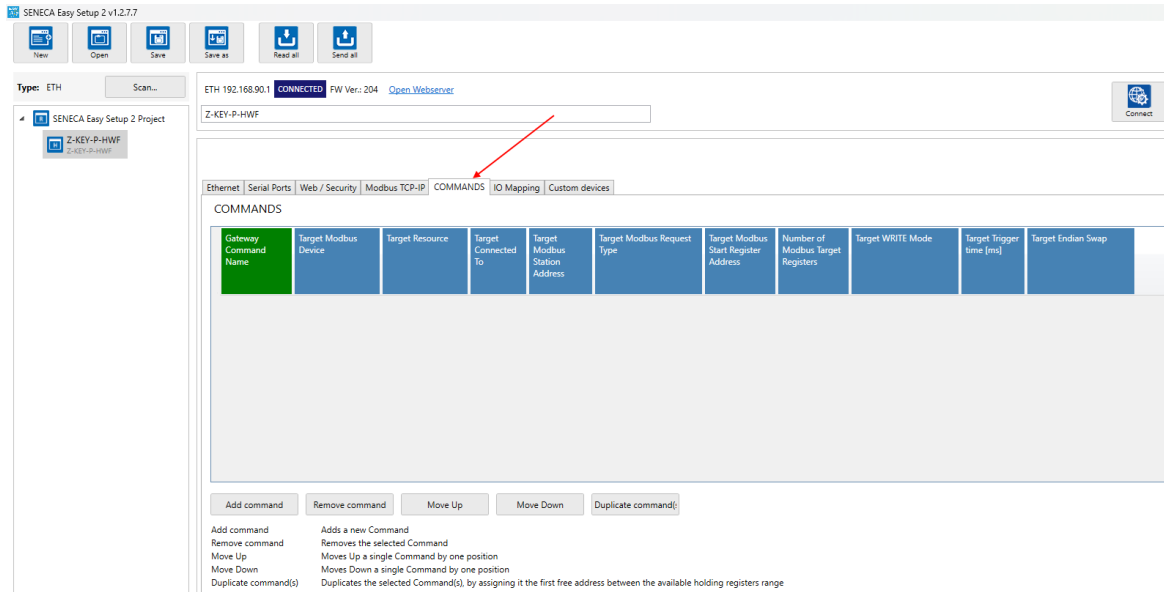 SENECA Easy Setup 2 v1.2.7.7
New Open Save Save as Read all Send all
Type: ETH Scan...
ETH 192.168.90.1 CONNECTED FW Ver.: 204 Open Webserver
Connect
Z-KEY-P-HWF
SENECA Easy Setup 2 Project
Z-KEY-P-HWF
Z-KEY-P-HWF
Ethernet Serial Ports Web / Security Modbus TCP-IP COMMANDS IO Mapping Custom devices
COMMANDS
Gateway Command Name
Target Modbus Device
Target Resource
Target Connected To
Target Modbus Station Address
Target Modbus Request Type
Target Modbus Start Register Address
Number of Modbus Target Registers
Target WRITE Mode
Target Trigger time [ms]
Target Endian Swap
Add command Remove command Move Up Move Down Duplicate command(:
Add command Adds a new Command
Remove command Removes the selected Command
Move Up Moves Up a single Command by one position
Move Down Moves Down a single Command by one position
Duplicate command(s) Duplicates the selected Command(s), by assigning it the first free address between the available holding registers range